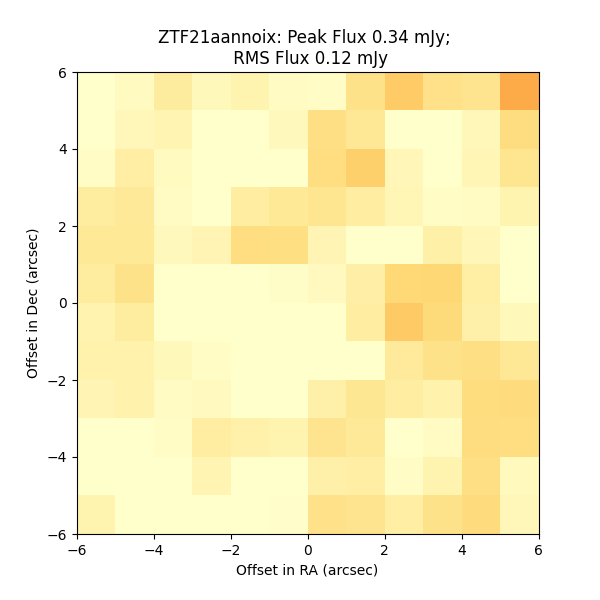 ZTF21aannoix: Peak Flux 0.34 mJy;
RMS Flux 0.12 mJy
6
4
2
0
−2
−4
−6
Offset in Dec (arcsec)
−6 −4 −2 0 2 4 6
Offset in RA (arcsec)